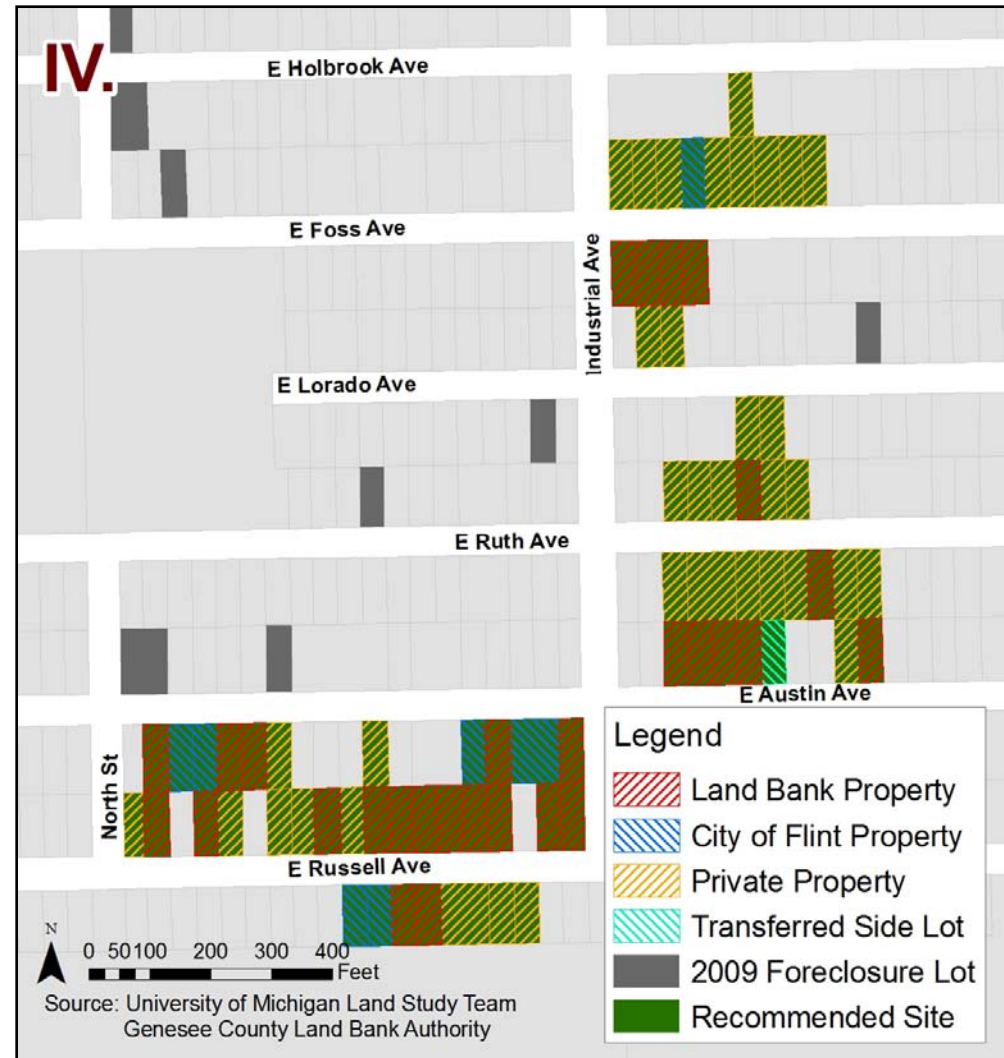 IV.
E Holbrook Ave
E Foss Ave
Industrial Ave
E Lorado Ave
E Ruth Ave
E Austin Ave
North St
E Russell Ave
Legend
Land Bank Property
City of Flint Property
Private Property
Transferred Side Lot
2009 Foreclosure Lot
Recommended Site
N
0 50 100 200 300 400
Feet
Source: University of Michigan Land Study Team
Genesee County Land Bank Authority